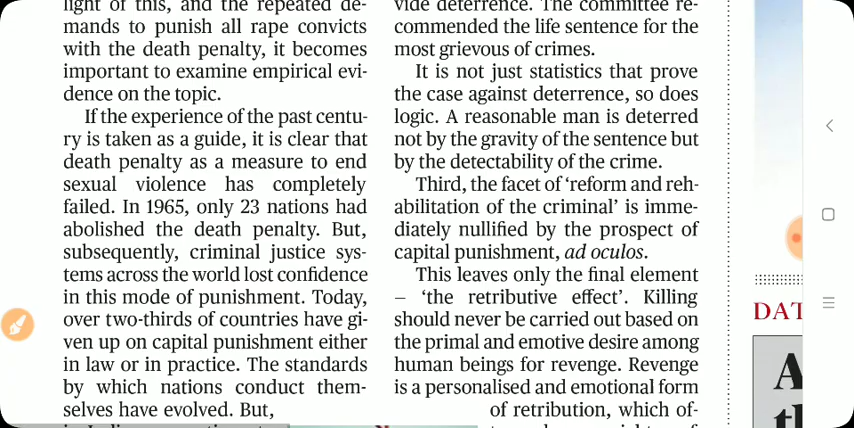 light of this, and the repeated de-
mands to punish all rape convicts
with the death penalty, it becomes
important to examine empirical evi-
dence on the topic.
If the experience of the past centu-
ry is taken as a guide, it is clear that
death penalty as a measure to end
sexual violence has completely
failed. In 1965, only 23 nations had
abolished the death penalty. But,
subsequently, criminal justice sys-
tems across the world lost confidence
in this mode of punishment. Today,
over two-thirds of countries have gi-
ven up on capital punishment either
in law or in practice. The standards
by which nations conduct them-
selves have evolved. But,
vide deterrence. The committee re-
commended the life sentence for the
most grievous of crimes.
It is not just statistics that prove
the case against deterrence, so does
logic. A reasonable man is deterred
not by the gravity of the sentence but
by the detectability of the crime.
Third, the facet of ‘reform and reh-
abilitation of the criminal’ is imme-
diately nullified by the prospect of
capital punishment, ad oculos.
This leaves only the final element
– ‘the retributive effect’. Killing
should never be carried out based on
the primal and emotive desire among
human beings for revenge. Revenge
is a personalised and emotional form
of retribution, which of-
DAT
A